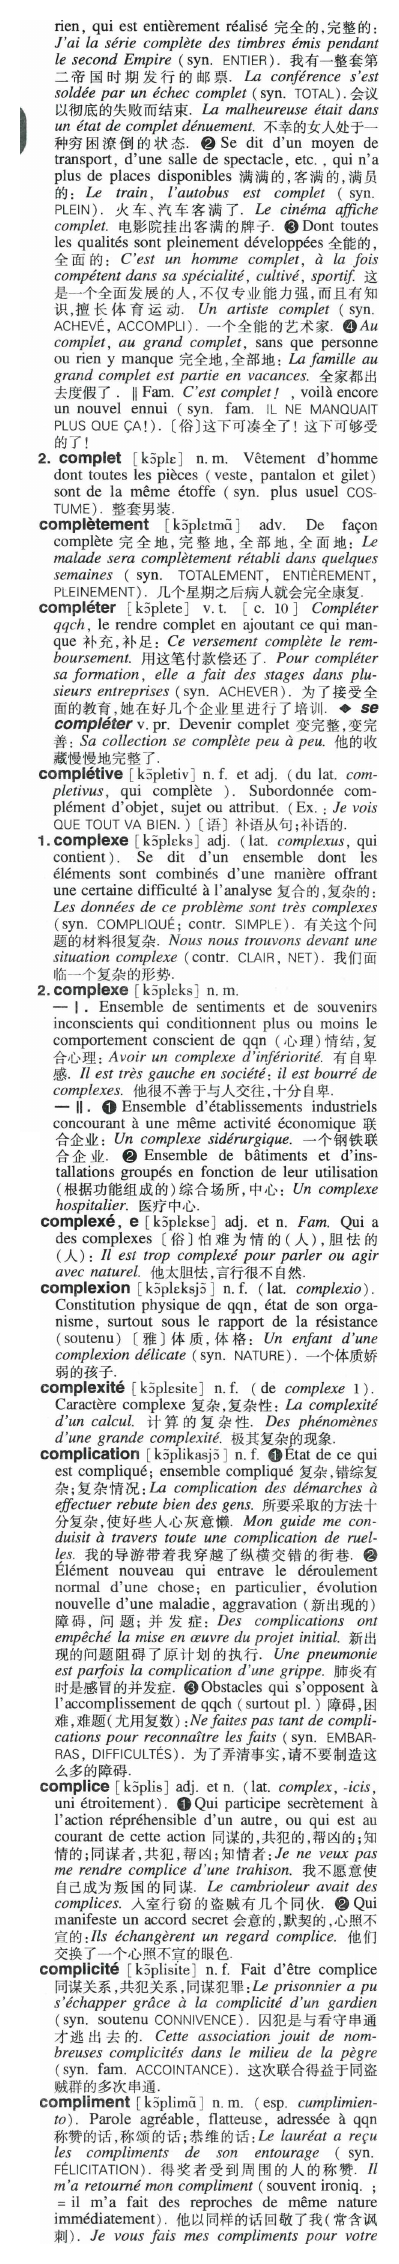 rien, qui est entièrement réalisé 完全的,完整的:
J'ai la série complète des timbres émis pendant
le second Empire (syn. ENTIER). 我有一整套第
二帝国时期发行的邮票. La conférence s'est
soldée par un échec complet (syn. TOTAL). 会议
以彻底的失败而结束. La malheureuse était dans
un état de complet dénuement. 不幸的女人处于一
种穷困潦倒的状态. ❷ Se dit d'un moyen de
transport, d'une salle de spectacle, etc., qui n'a
plus de places disponibles 满满的,客满的,满员
的: Le train, l'autobus est complet (syn.
PLEIN). 火车、汽车客满了. Le cinéma affiche
complet. 电影院挂出客满的牌子. ❸ Dont toutes
les qualités sont pleinement développées 全能的,
全面的: C'est un homme complet, à la fois
compétent dans sa spécialité, cultivé, sportif. 这
是一个全面发展的人,不仅专业能力强,而且有知
识,擅长体育运动. Un artiste complet (syn.
ACHEVÉ, ACCOMPLI). 一个全能的艺术家. ❹ Au
complet, au grand complet, sans que personne
ou rien y manque 完全地,全部地: La famille au
grand complet est partie en vacances. 全家都出
去度假了. ‖ Fam. C'est complet! , voilà encore
un nouvel ennui (syn. fam. IL NE MANQUAIT
PLUS QUE ÇA!). 〔俗〕这下可凑全了! 这下可够受
的了!
2. complet [kɔ̃plɛ] n. m. Vêtement d'homme
dont toutes les pièces (veste, pantalon et gilet)
sont de la même étoffe (syn. plus usuel COS-
TUME). 整套男装.
complètement [kɔ̃plɛtmɑ̃] adv. De façon
complète 完全地,完整地,全部地,全面地: Le
malade sera complètement rétabli dans quelques
semaines (syn. TOTALEMENT, ENTIÈREMENT,
PLEINEMENT). 几个星期之后病人就会完全康复.
compléter [kɔ̃plete] v. t. [c. 10] Compléter
qqch, le rendre complet en ajoutant ce qui man-
que 补充,补足: Ce versement complète le rem-
boursement. 用这笔付款偿还了. Pour compléter
sa formation, elle a fait des stages dans plu-
sieurs entreprises (syn. ACHEVER). 为了接受全
面的教育,她在好几个企业里进行了培训. ◆ se
compléter v. pr. Devenir complet 变完整,变完
善: Sa collection se complète peu à peu. 他的收
藏慢慢地完整了.
complétive [kɔ̃pletiv] n. f. et adj. (du lat. com-
pletivus, qui complète ). Subordonnée com-
plément d'objet, sujet ou attribut. (Ex. : Je vois
QUE TOUT VA BIEN.) 〔语〕补语从句;补语的.
1. complexe [kɔ̃plɛks] adj. (lat. complexus, qui
contient). Se dit d'un ensemble dont les
éléments sont combinés d'une manière offrant
une certaine difficulté à l'analyse 复合的,复杂的:
Les données de ce problème sont très complexes
(syn. COMPLIQUÉ; contr. SIMPLE). 有关这个问
题的材料很复杂. Nous nous trouvons devant une
situation complexe (contr. CLAIR, NET). 我们面
临一个复杂的形势.
2. complexe [kɔ̃plɛks] n. m.
— I. Ensemble de sentiments et de souvenirs
inconscients qui conditionnent plus ou moins le
comportement conscient de qqn (心理)情结,复
合心理: Avoir un complexe d'infériorité. 有自卑
感. Il est très gauche en société: il est bourré de
complexes. 他很不善于与人交往,十分自卑.
— II. ❶ Ensemble d'établissements industriels
concourant à une même activité économique 联
合企业: Un complexe sidérurgique. 一个钢铁联
合企业. ❷ Ensemble de bâtiments et d'ins-
tallations groupés en fonction de leur utilisation
(根据功能组成的)综合场所,中心: Un complexe
hospitalier. 医疗中心.
complexé, e [kɔ̃plɛkse] adj. et n. Fam. Qui a
des complexes 〔俗〕怕难为情的(人),胆怯的
(人): Il est trop complexé pour parler ou agir
avec naturel. 他太胆怯,言行很不自然.
complexion [kɔ̃plɛksjɔ̃] n. f. (lat. complexio).
Constitution physique de qqn, état de son orga-
nisme, surtout sous le rapport de la résistance
(soutenu) 〔雅〕体质,体格: Un enfant d'une
complexion délicate (syn. NATURE). 一个体质娇
弱的孩子.
complexité [kɔ̃plɛsite] n. f. (de complexe 1).
Caractère complexe 复杂,复杂性: La complexité
d'un calcul. 计算的复杂性. Des phénomènes
d'une grande complexité. 极其复杂的现象.
complication [kɔ̃plikasjɔ̃] n. f. ❶ État de ce qui
est compliqué; ensemble compliqué 复杂,错综复
杂;复杂情况: La complication des démarches à
effectuer rebute bien des gens. 所要采取的方法十
分复杂,使好些人心灰意懒. Mon guide me con-
duisit à travers toute une complication de ruel-
les. 我的导游带着我穿越了纵横交错的街巷. ❷
Élément nouveau qui entrave le déroulement
normal d'une chose; en particulier, évolution
nouvelle d'une maladie, aggravation (新出现的)
障碍, 问题; 并发症: Des complications ont
empêché la mise en œuvre du projet initial. 新出
现的问题阻碍了原计划的执行. Une pneumonie
est parfois la complication d'une grippe. 肺炎有
时是感冒的并发症. ❸ Obstacles qui s'opposent à
l'accomplissement de qqch (surtout pl.) 障碍,困
难,难题(尤用复数): Ne faites pas tant de compli-
cations pour reconnaître les faits (syn. EMBAR-
RAS, DIFFICULTÉS). 为了弄清事实,请不要制造这
么多的障碍.
complice [kɔ̃plis] adj. et n. (lat. complex, -icis,
uni étroitement). ❶ Qui participe secrètement à
l'action répréhensible d'un autre, ou qui est au
courant de cette action 同谋的,共犯的,帮凶的;知
情的;同谋者,共犯,帮凶;知情者: Je ne veux pas
me rendre complice d'une trahison. 我不愿意使
自己成为叛国的同谋. Le cambrioleur avait des
complices. 入室行窃的盗贼有几个同伙. ❷ Qui
manifeste un accord secret 会意的,默契的,心照不
宣的: Ils échangèrent un regard complice. 他们
交换了一个心照不宣的眼色.
complicité [kɔ̃plisite] n. f. Fait d'être complice
同谋关系,共犯关系,同谋犯罪: Le prisonnier a pu
s'échapper grâce à la complicité d'un gardien
(syn. soutenu CONNIVENCE). 囚犯是与看守串通
才逃出去的. Cette association jouit de nom-
breuses complicités dans le milieu de la pègre
(syn. fam. ACCOINTANCE). 这次联合得益于同盗
贼群的多次串通.
compliment [kɔ̃plimɑ̃] n. m. (esp. cumplimien-
to). Parole agréable, flatteuse, adressée à qqn
称赞的话,称颂的话;恭维的话: Le lauréat a reçu
les compliments de son entourage (syn.
FÉLICITATION). 得奖者受到周围的人的称赞. Il
m'a retourné mon compliment (souvent ironiq. ;
= il m'a fait des reproches de même nature
immédiatement). 他以同样的话回敬了我(常含讽
刺). Je vous fais mes compliments pour votre